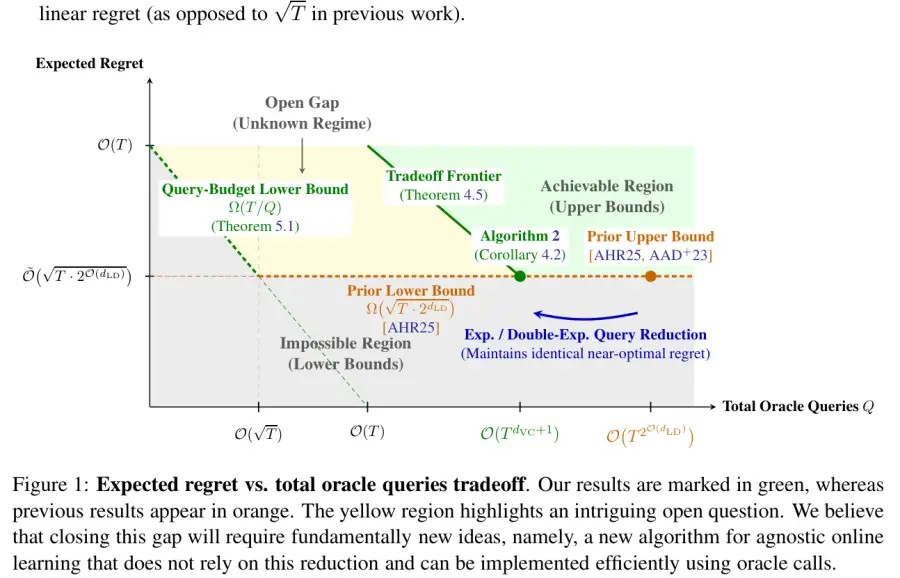 linear regret (as opposed to √T in previous work).
Expected Regret
Open Gap
(Unknown Regime)
O(T)
Tradeoff Frontier
(Theorem 4.5)
Query-Budget Lower Bound
Ω(T/Q)
(Theorem 5.1)
Achievable Region
(Upper Bounds)
Algorithm 2
(Corollary 4.2)
Prior Upper Bound
[AHR25, AAD+23]
Õ(√(T · 2^O(d_LD)))
Prior Lower Bound
Ω(√(T · 2^d_LD))
[AHR25]
Exp. / Double-Exp. Query Reduction
(Maintains identical near-optimal regret)
Impossible Region
(Lower Bounds)
Total Oracle Queries Q
O(√T)
O(T)
O(T^(d_VC+1))
O(T2^O(d_LD))
Figure 1: Expected regret vs. total oracle queries tradeoff. Our results are marked in green, whereas
previous results appear in orange. The yellow region highlights an intriguing open question. We believe
that closing this gap will require fundamentally new ideas, namely, a new algorithm for agnostic online
learning that does not rely on this reduction and can be implemented efficiently using oracle calls.